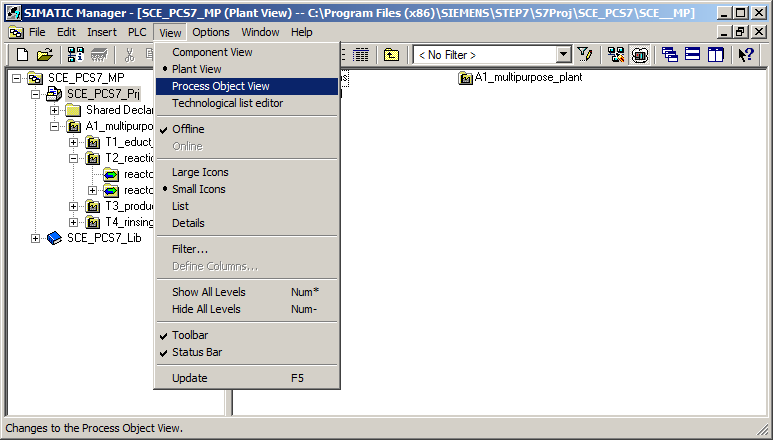 SIMATIC Manager - [SCE_PCS7_MP (Plant View) -- C:\Program Files (x86)\SIEMENS\STEP7\S7Proj\SCE_PCS7\SCE__MP]
File Edit Insert PLC View Options Window Help
< No Filter >
Component View
Plant View
Process Object View
Technological list editor
Offline
Online
Large Icons
Small Icons
List
Details
Filter...
Define Columns...
Show All Levels Num*
Hide All Levels Num-
Toolbar
Status Bar
Update F5
SCE_PCS7_MP
SCE_PCS7_Prj
Shared Declar
A1_multipurpo
T1_educt_
T2_reactio
reacto
reacto
T3_produc
T4_rinsing
SCE_PCS7_Lib
A1_multipurpose_plant
Changes to the Process Object View.